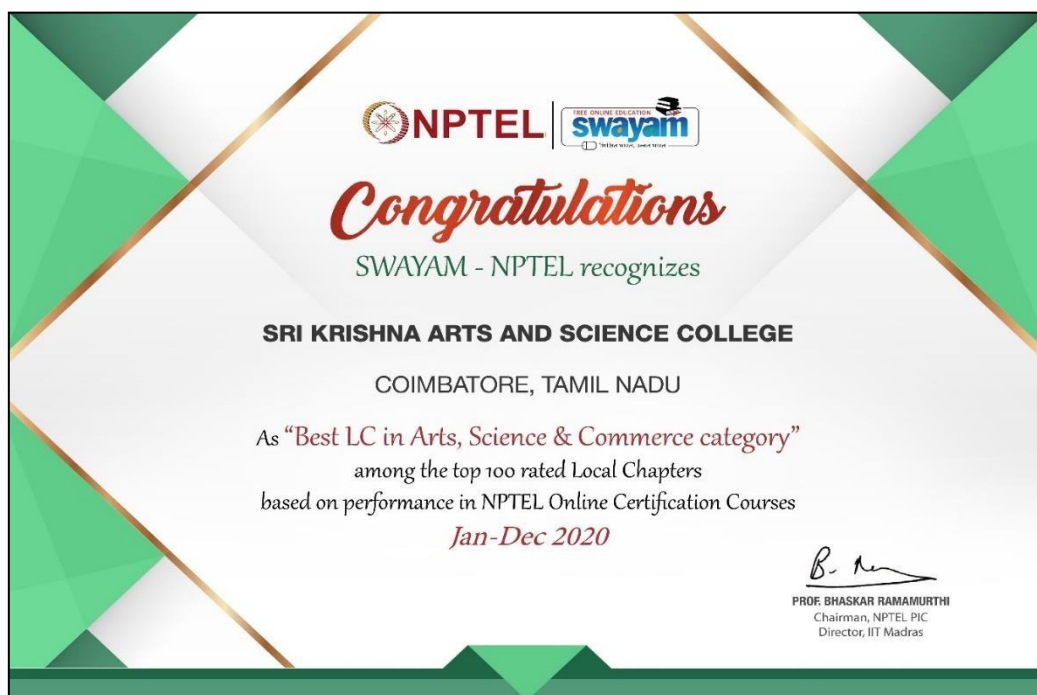 NPTEL
FREE ONLINE EDUCATION
swayam
Congratulations
SWAYAM - NPTEL recognizes
SRI KRISHNA ARTS AND SCIENCE COLLEGE
COIMBATORE, TAMIL NADU
As “Best LC in Arts, Science & Commerce category”
among the top 100 rated Local Chapters
based on performance in NPTEL Online Certification Courses
Jan-Dec 2020
PROF. BHASKAR RAMAMURTHI
Chairman, NPTEL PIC
Director, IIT Madras